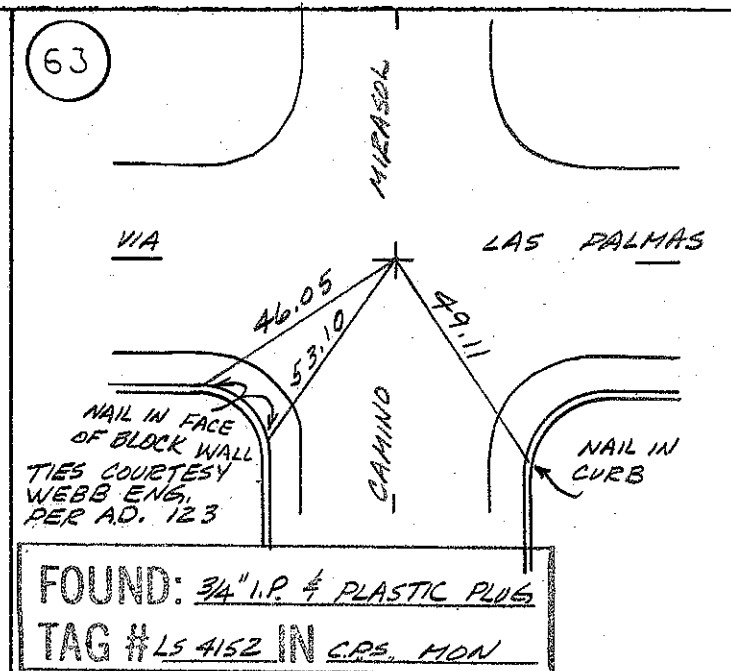 63
MIRASOL
VIA
LAS PALMAS
46.05
53.10
49.11
CAMINO
NAIL IN FACE
OF BLOCK WALL
TIES COURTESY
WEBB ENG.
PER A.D. 123
NAIL IN
CURB
FOUND: 3/4" I.P. & PLASTIC PLUG
TAG # LS 4152 IN C.P.S. MON